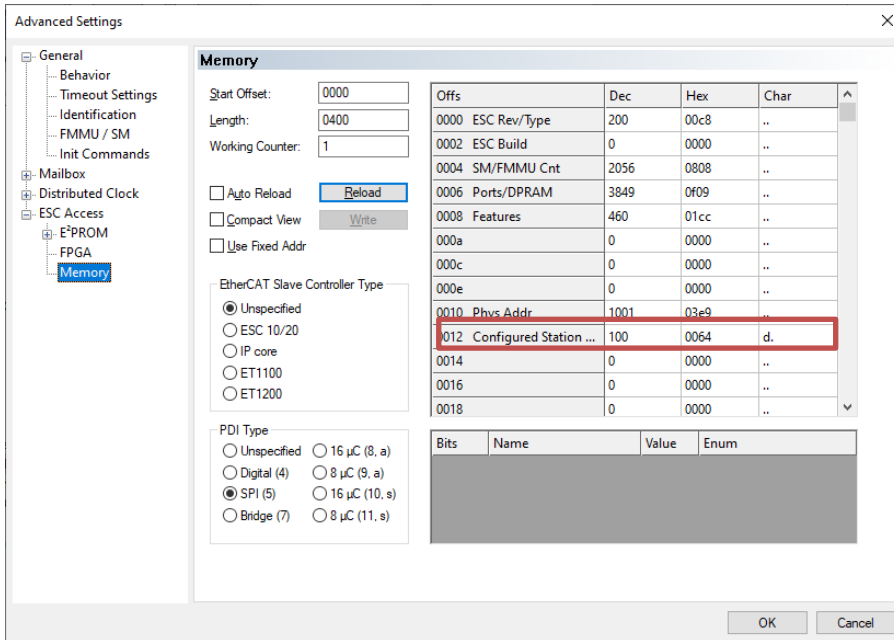 Advanced Settings
General
Behavior
Timeout Settings
Identification
FMMU / SM
Init Commands
Mailbox
Distributed Clock
ESC Access
E²PROM
FPGA
Memory
Memory
Start Offset: 0000
Length: 0400
Working Counter: 1
Auto Reload Reload
Compact View Write
Use Fixed Addr
EtherCAT Slave Controller Type
Unspecified
ESC 10/20
IP core
ET1100
ET1200
PDI Type
Unspecified 16 µC (8, a)
Digital (4) 8 µC (9, a)
SPI (5) 16 µC (10, s)
Bridge (7) 8 µC (11, s)
Offs Dec Hex Char
0000 ESC Rev/Type 200 00c8 ..
0002 ESC Build 0 0000 ..
0004 SM/FMMU Cnt 2056 0808 ..
0006 Ports/DPRAM 3849 0f09 ..
0008 Features 460 01cc ..
000a 0 0000 ..
000c 0 0000 ..
000e 0 0000 ..
0010 Phys Addr 1001 03e9 ..
0012 Configured Station ... 100 0064 d.
0014 0 0000 ..
0016 0 0000 ..
0018 0 0000 ..
Bits Name Value Enum
OK Cancel